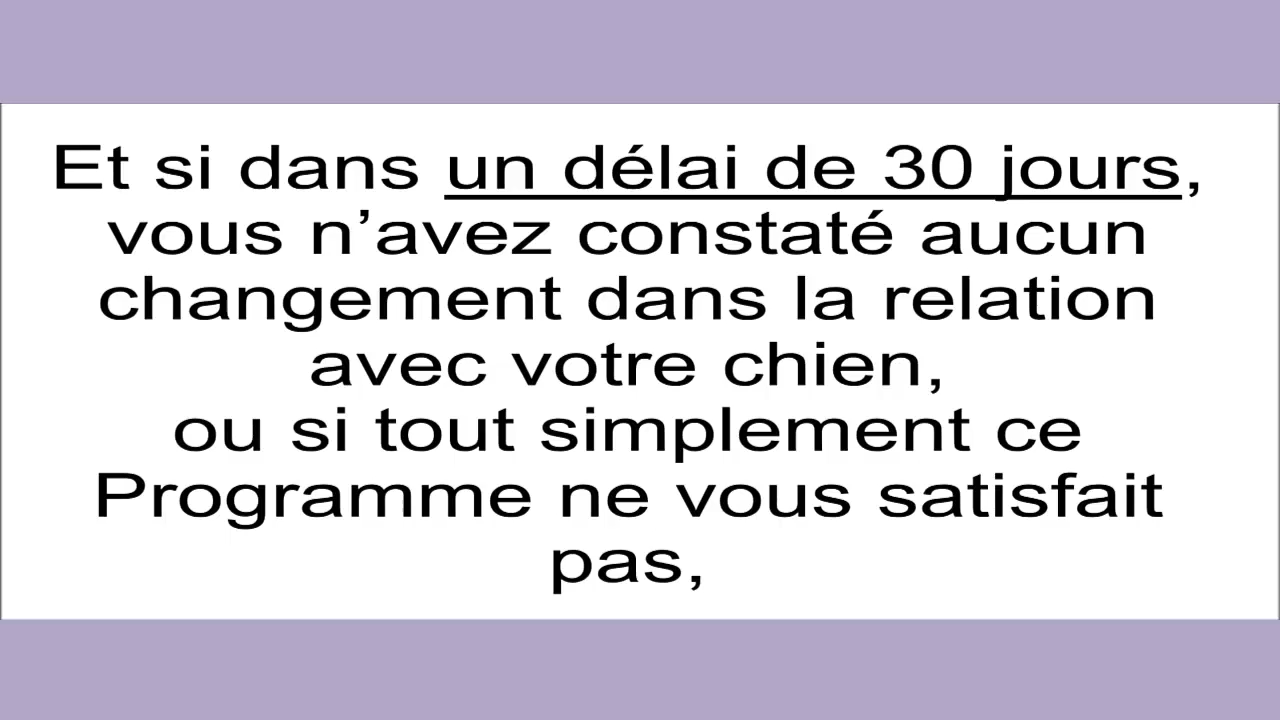 Et si dans un délai de 30 jours,
vous n’avez constaté aucun
changement dans la relation
avec votre chien,
ou si tout simplement ce
Programme ne vous satisfait
pas,